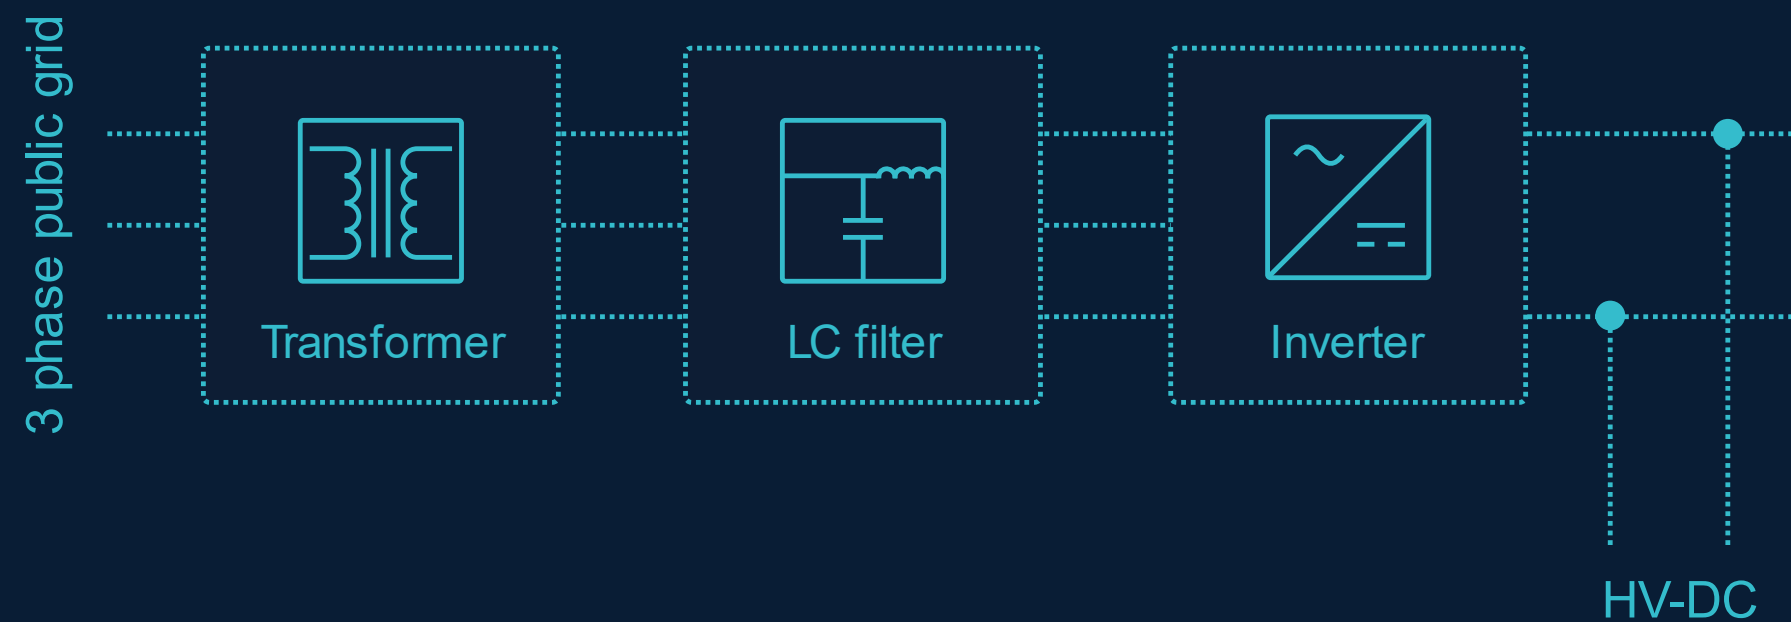 3 phase public grid
Transformer
LC filter
Inverter
HV-DC